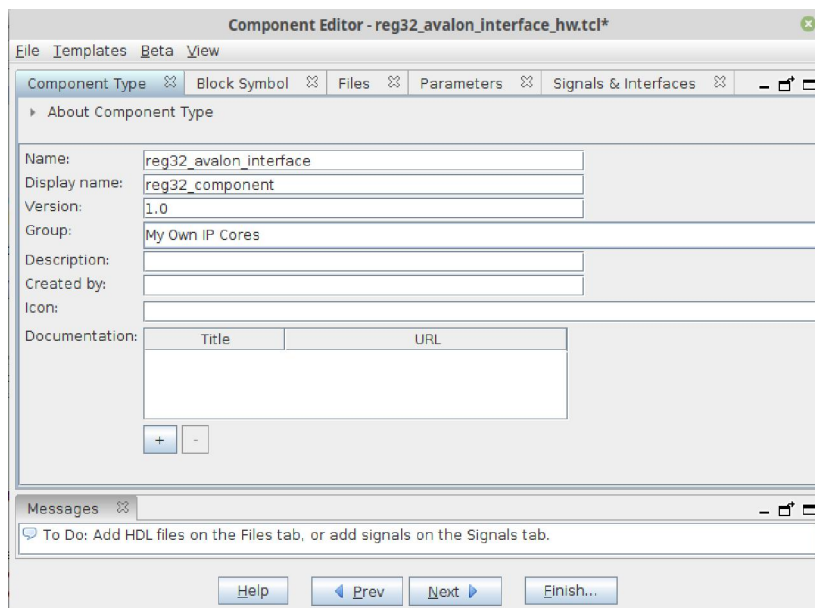 Component Editor - reg32_avalon_interface_hw.tcl*
File Templates Beta View
Component Type Block Symbol Files Parameters Signals & Interfaces
About Component Type
Name: reg32_avalon_interface
Display name: reg32_component
Version: 1.0
Group: My Own IP Cores
Description:
Created by:
Icon:
Documentation: Title URL
+ -
Messages
To Do: Add HDL files on the Files tab, or add signals on the Signals tab.
Help Prev Next Finish...